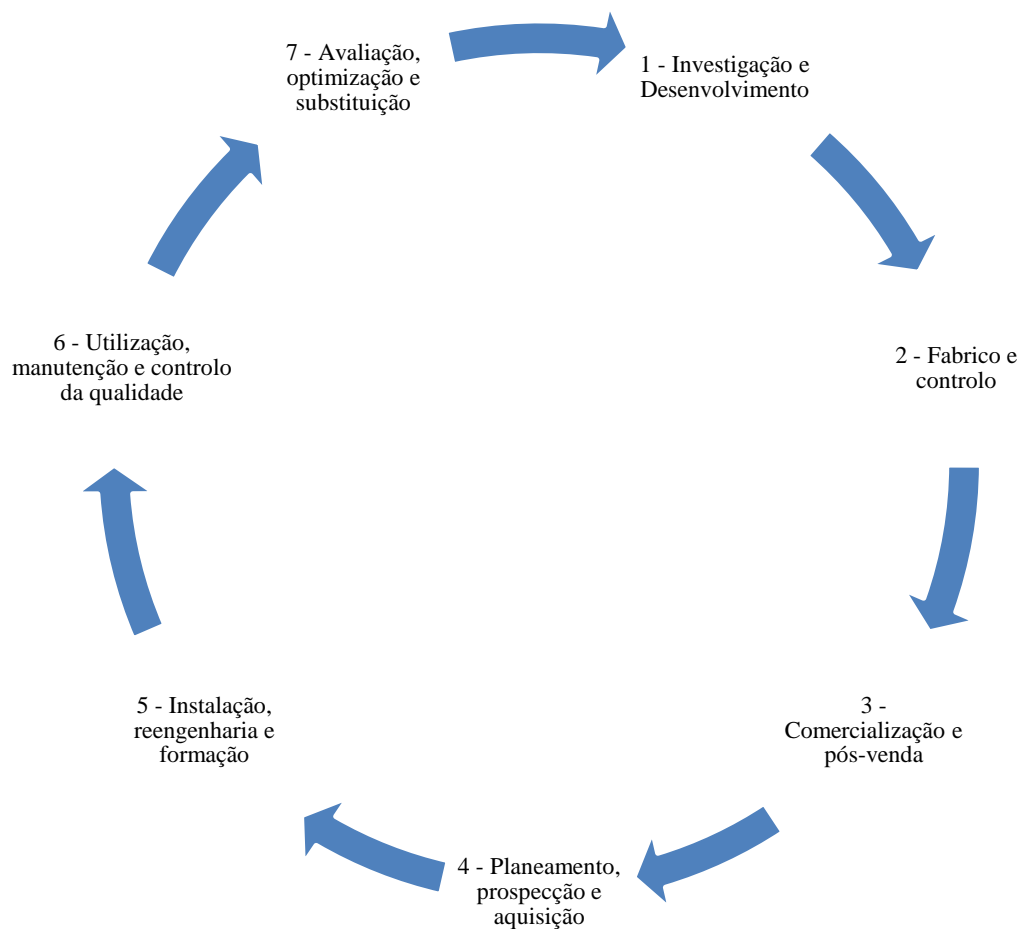 1 - Investigação e
Desenvolvimento
2 - Fabrico e
controlo
3 -
Comercialização e
pós-venda
4 - Planeamento,
prospecção e
aquisição
5 - Instalação,
reengenharia e
formação
6 - Utilização,
manutenção e controlo
da qualidade
7 - Avaliação,
optimização e
substituição